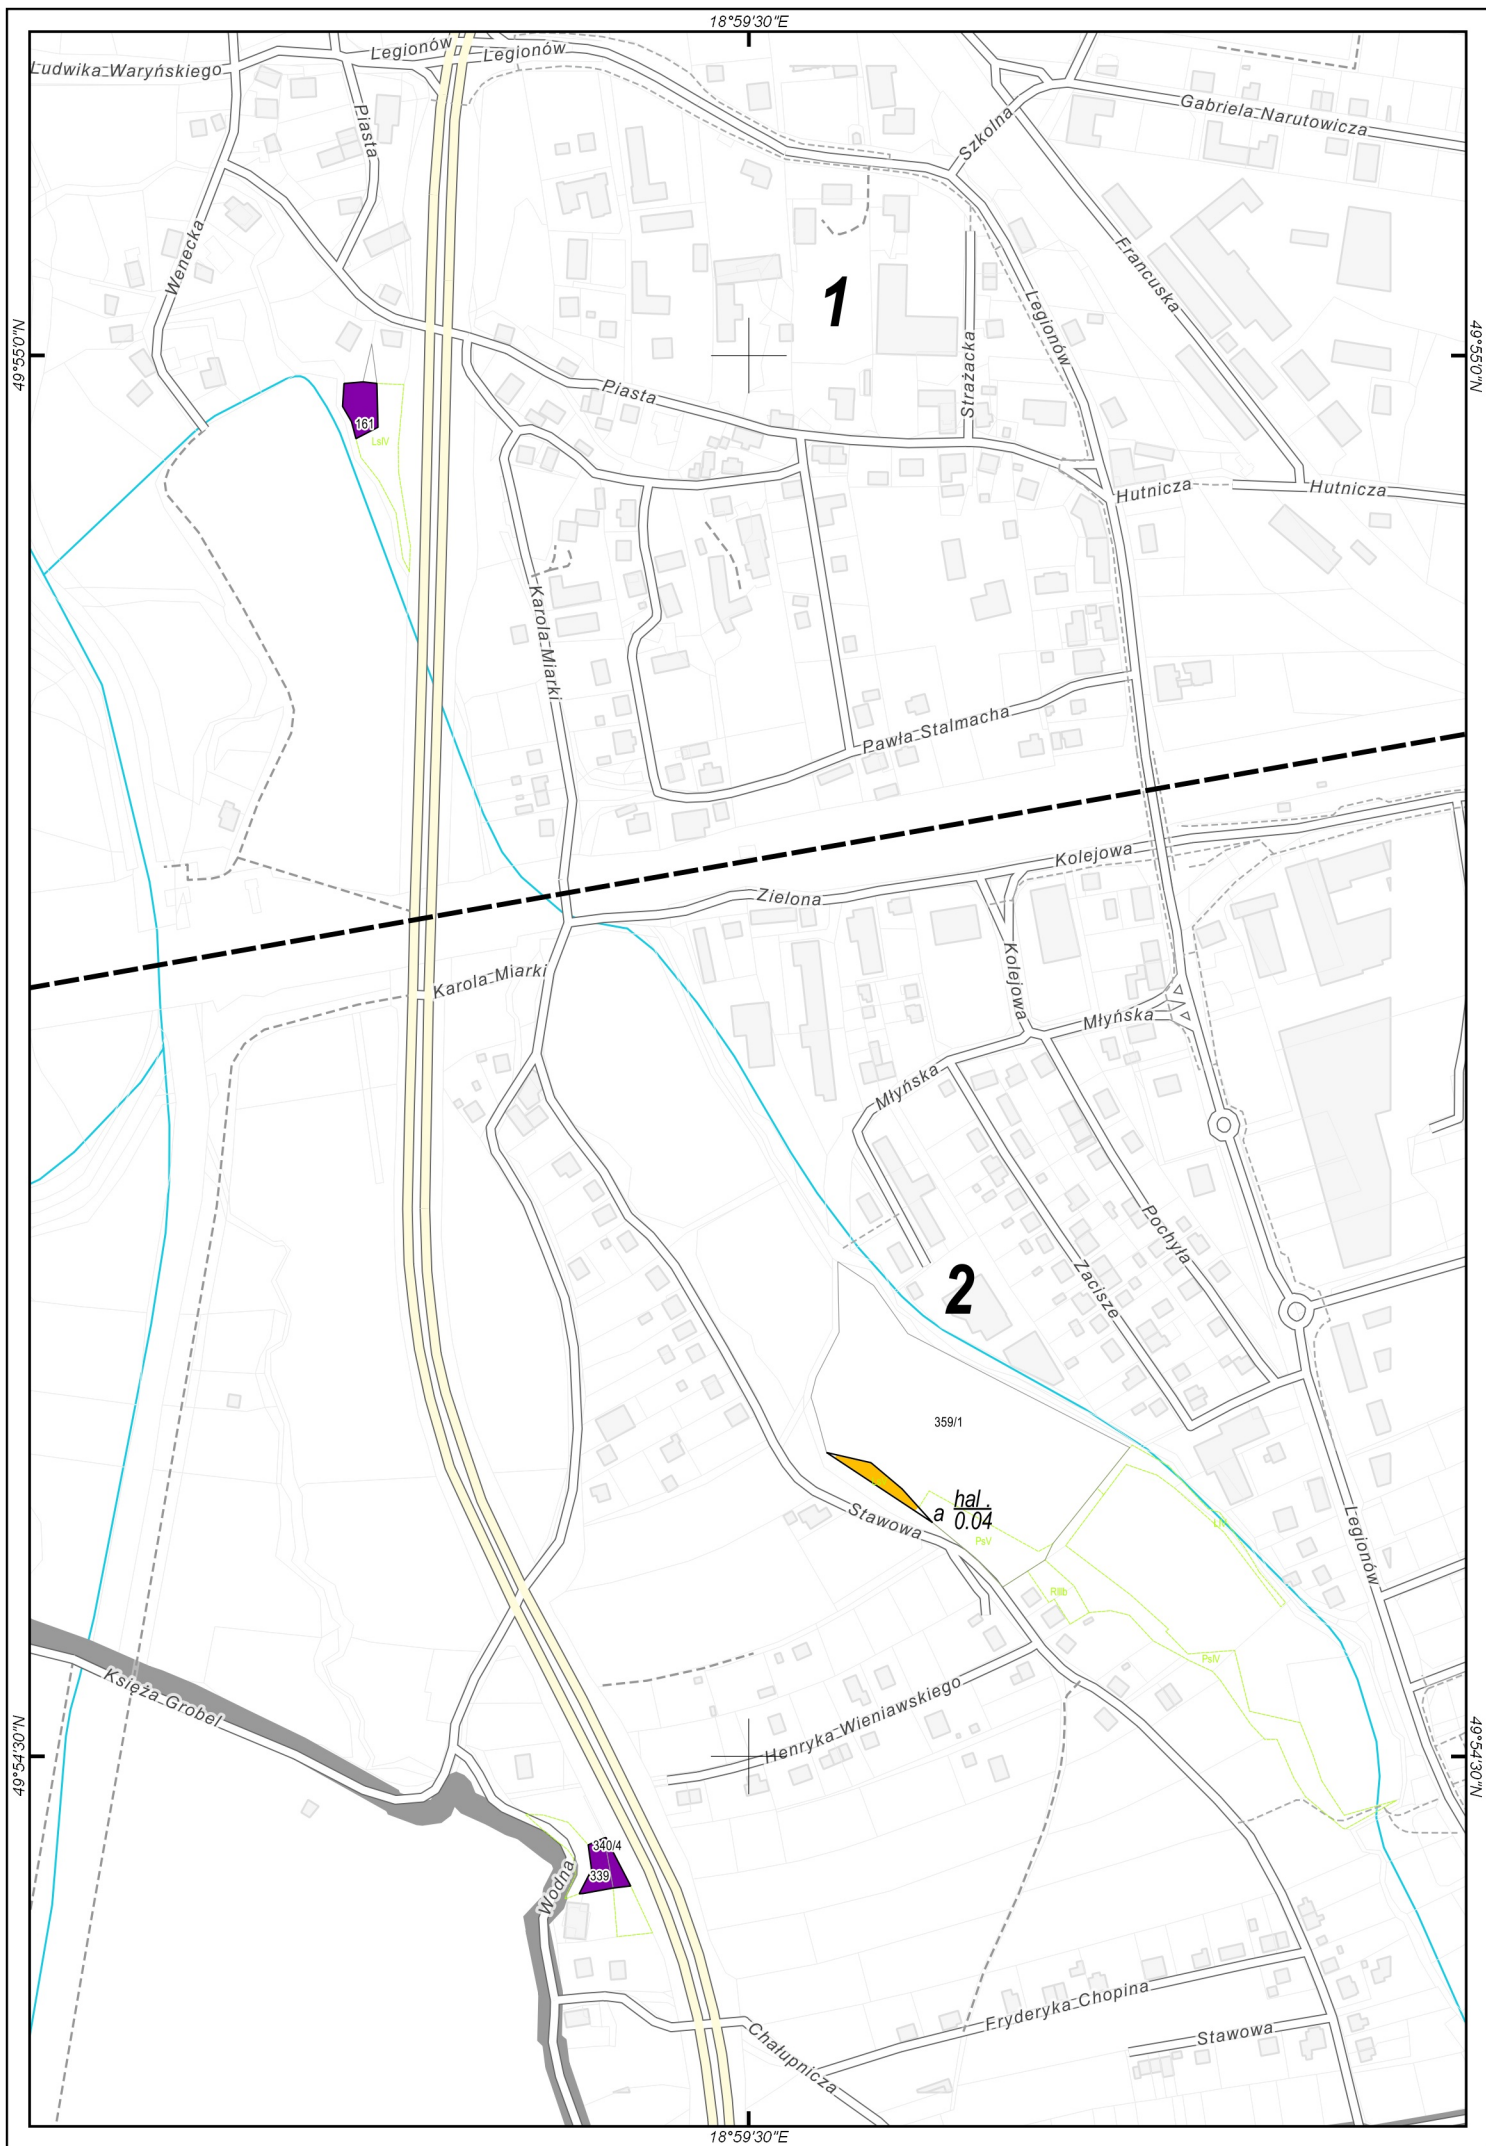 18°59'30"E
Legionów
Legionów
Ludwika Waryńskiego
Piasta
Szkolna
Gabriela Narutowicza
Wenecka
Francuska
1
Legionów
49°55'0"N
49°55'0"N
Strażacka
Piasta
161
LsIV
Hutnicza
Hutnicza
Karola Miarki
Pawła Stalmacha
Kolejowa
Zielona
Karola Miarki
Kolejowa
Młyńska
Młyńska
Pochyła
Zacisze
2
359/1
a
hal.
0.04
Stawowa
PsV
Legionów
RIIIb
PsIV
Księża Grobel
Henryka Wieniawskiego
49°54'30"N
49°54'30"N
340/4
339
Wodna
Fryderyka Chopina
Stawowa
Chałupnicza
18°59'30"E